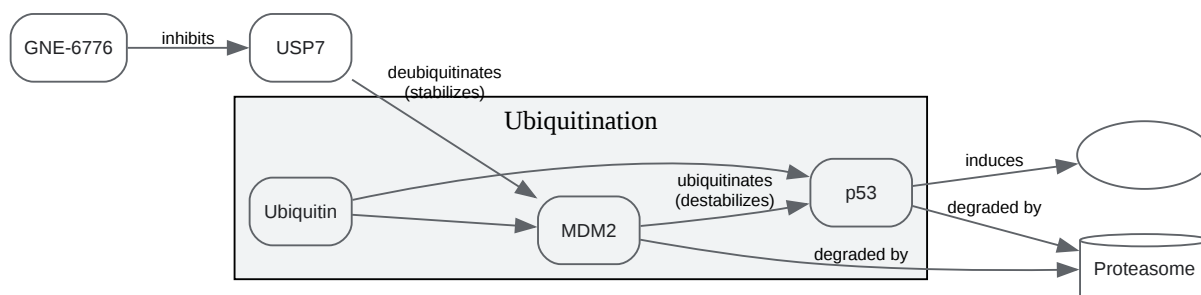 GNE-6776
inhibits
USP7
deubiquitinates
(stabilizes)
Ubiquitination
Ubiquitin
MDM2
ubiquitinates
(destabilizes)
p53
induces
degraded by
degraded by
Proteasome